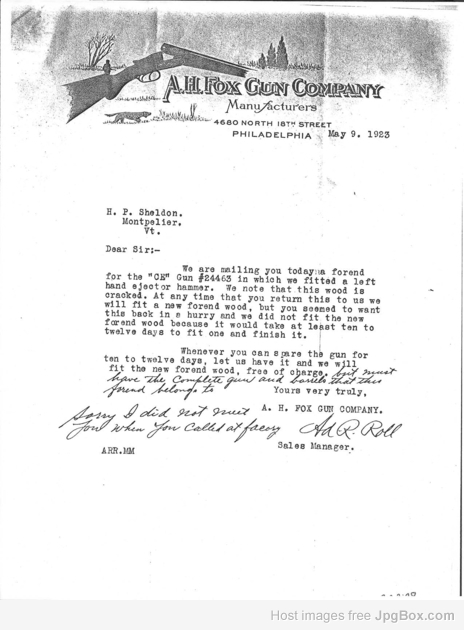 A.H. FOX GUN COMPANY
Manufacturers
4680 NORTH 18TH STREET
PHILADELPHIA May 9. 1923
H. P. Sheldon.
Montpelier.
Vt.
Dear Sir:-
We are mailing you today a forend
for the "CE" Gun #24463 in which we fitted a left
hand ejector hammer. We note that this wood is
cracked. At any time that you return this to us we
will fit a new forend wood, but you seemed to want
this back in a hurry and we did not fit the new
forend wood because it would take at least ten to
twelve days to fit one and finish it.
Whenever you can spare the gun for
ten to twelve days, let us have it and we will
fit the new forend wood, free of charge, but must
have the complete gun and barrels that this
forend belongs to
Yours very truly,
Sorry I did not meet A. H. FOX GUN COMPANY.
you when you called at facory Ad R. Roll
ARR.MM Sales Manager.
Host images free JpgBox.com